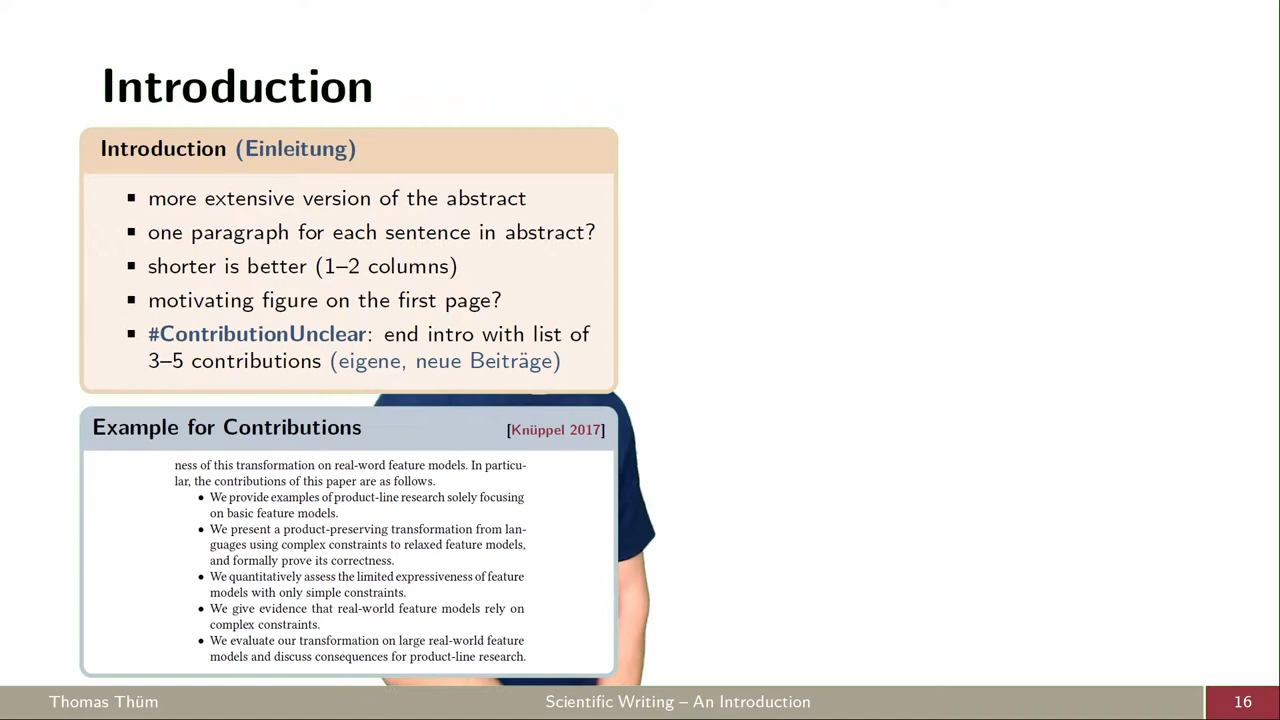 Introduction
Introduction (Einleitung)
▪ more extensive version of the abstract
▪ one paragraph for each sentence in abstract?
▪ shorter is better (1–2 columns)
▪ motivating figure on the first page?
▪ #ContributionUnclear: end intro with list of
3–5 contributions (eigene, neue Beiträge)
Example for Contributions [Knüppel 2017]
ness of this transformation on real-word feature models. In particu-
lar, the contributions of this paper are as follows.
• We provide examples of product-line research solely focusing
on basic feature models.
• We present a product-preserving transformation from lan-
guages using complex constraints to relaxed feature models,
and formally prove its correctness.
• We quantitatively assess the limited expressiveness of feature
models with only simple constraints.
• We give evidence that real-world feature models rely on
complex constraints.
• We evaluate our transformation on large real-world feature
models and discuss consequences for product-line research.
Thomas Thüm Scientific Writing – An Introduction 16